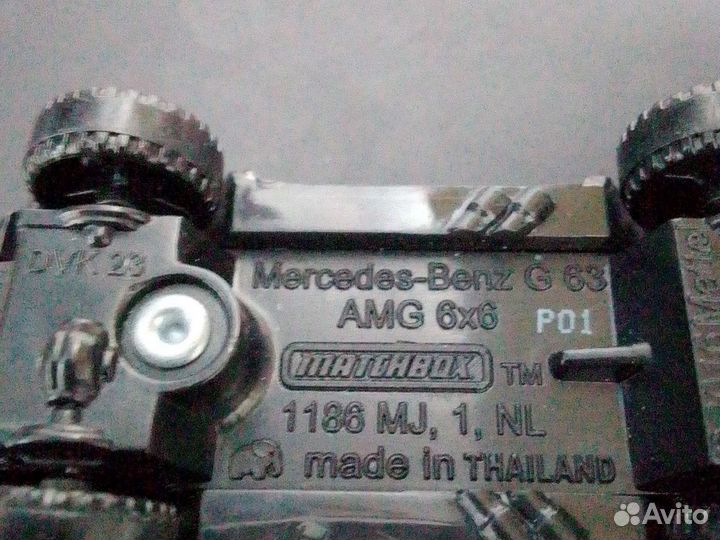 DVK 23
Mercedes-Benz G 63
AMG 6x6
P01
MATCHBOX TM
1186 MJ, 1, NL
made in THAILAND
Avito